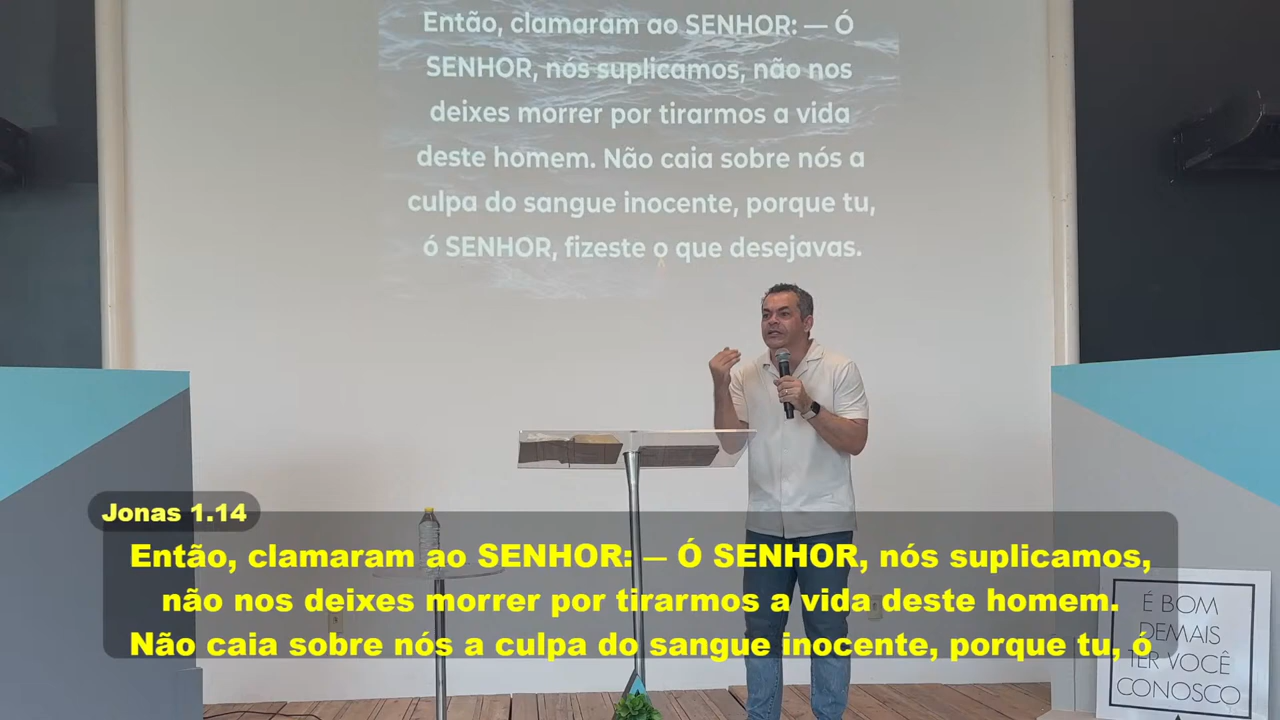 Então, clamaram ao SENHOR: — Ó
SENHOR, nós suplicamos, não nos
deixes morrer por tirarmos a vida
deste homem. Não caia sobre nós a
culpa do sangue inocente, porque tu,
ó SENHOR, fizeste o que desejavas.
Jonas 1.14
Então, clamaram ao SENHOR: — Ó SENHOR, nós suplicamos,
não nos deixes morrer por tirarmos a vida deste homem.
Não caia sobre nós a culpa do sangue inocente, porque tu, ó
É BOM
DEMAIS
TER VOCÊ
CONOSCO